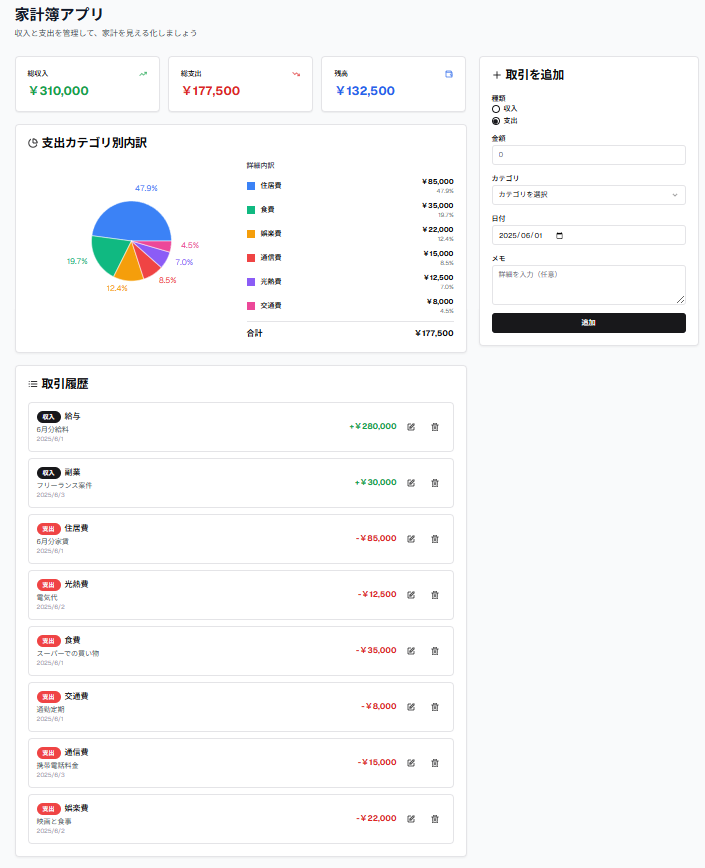 家計簿アプリ
収入と支出を管理して、家計を見える化しましょう
総収入
¥310,000
総支出
¥177,500
残高
¥132,500
支出カテゴリ別内訳
47.9%
19.7%
12.4%
8.5%
7.0%
4.5%
詳細内訳
住居費 ¥85,000
47.9%
食費 ¥35,000
19.7%
娯楽費 ¥22,000
12.4%
通信費 ¥15,000
8.5%
光熱費 ¥12,500
7.0%
交通費 ¥8,000
4.5%
合計 ¥177,500
取引履歴
収入 給与
6月分給料
2025/6/1
+¥280,000
収入 副業
フリーランス案件
2025/6/3
+¥30,000
支出 住居費
6月分家賃
2025/6/1
-¥85,000
支出 光熱費
電気代
2025/6/2
-¥12,500
支出 食費
スーパーでの買い物
2025/6/1
-¥35,000
支出 交通費
通勤定期
2025/6/1
-¥8,000
支出 通信費
携帯電話料金
2025/6/3
-¥15,000
支出 娯楽費
映画と食事
2025/6/2
-¥22,000
取引を追加
種類
収入
支出
金額
0
カテゴリ
カテゴリを選択
日付
2025/06/01
メモ
詳細を入力（任意）
追加